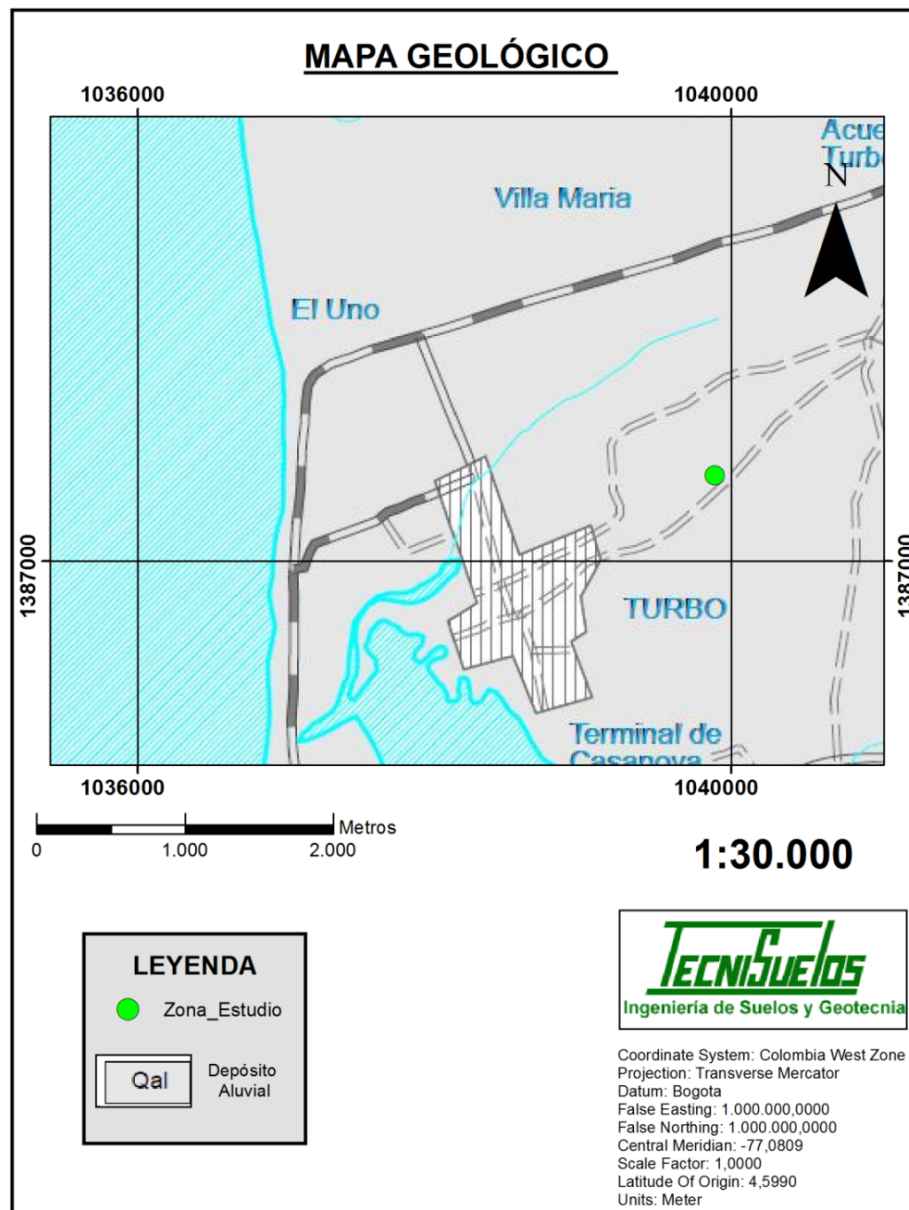 MAPA GEOLÓGICO
1036000
1040000
Acue
Turbo
N
Villa Maria
El Uno
1387000
1387000
TURBO
Terminal de
Casanova
1036000
1040000
Metros
0
1.000
2.000
1:30.000
LEYENDA
Zona_Estudio
Qal
Depósito
Aluvial
TECNISUELOS
Ingeniería de Suelos y Geotecnia
Coordinate System: Colombia West Zone
Projection: Transverse Mercator
Datum: Bogota
False Easting: 1.000.000,0000
False Northing: 1.000.000,0000
Central Meridian: -77,0809
Scale Factor: 1,0000
Latitude Of Origin: 4,5990
Units: Meter